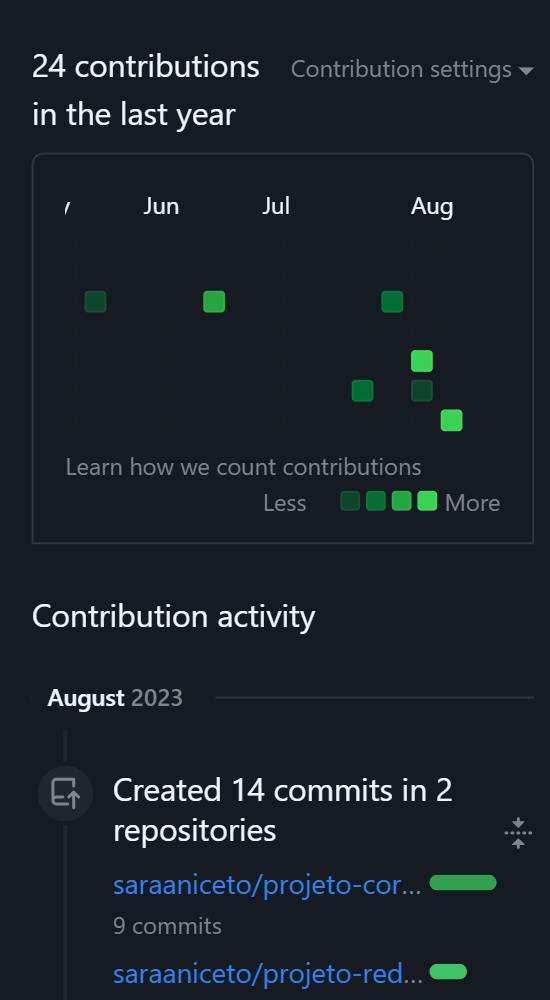 24 contributions
in the last year
Contribution settings
Jun Jul Aug
Learn how we count contributions
Less More
Contribution activity
August 2023
Created 14 commits in 2
repositories
saraaniceto/projeto-cor...
9 commits
saraaniceto/projeto-red...